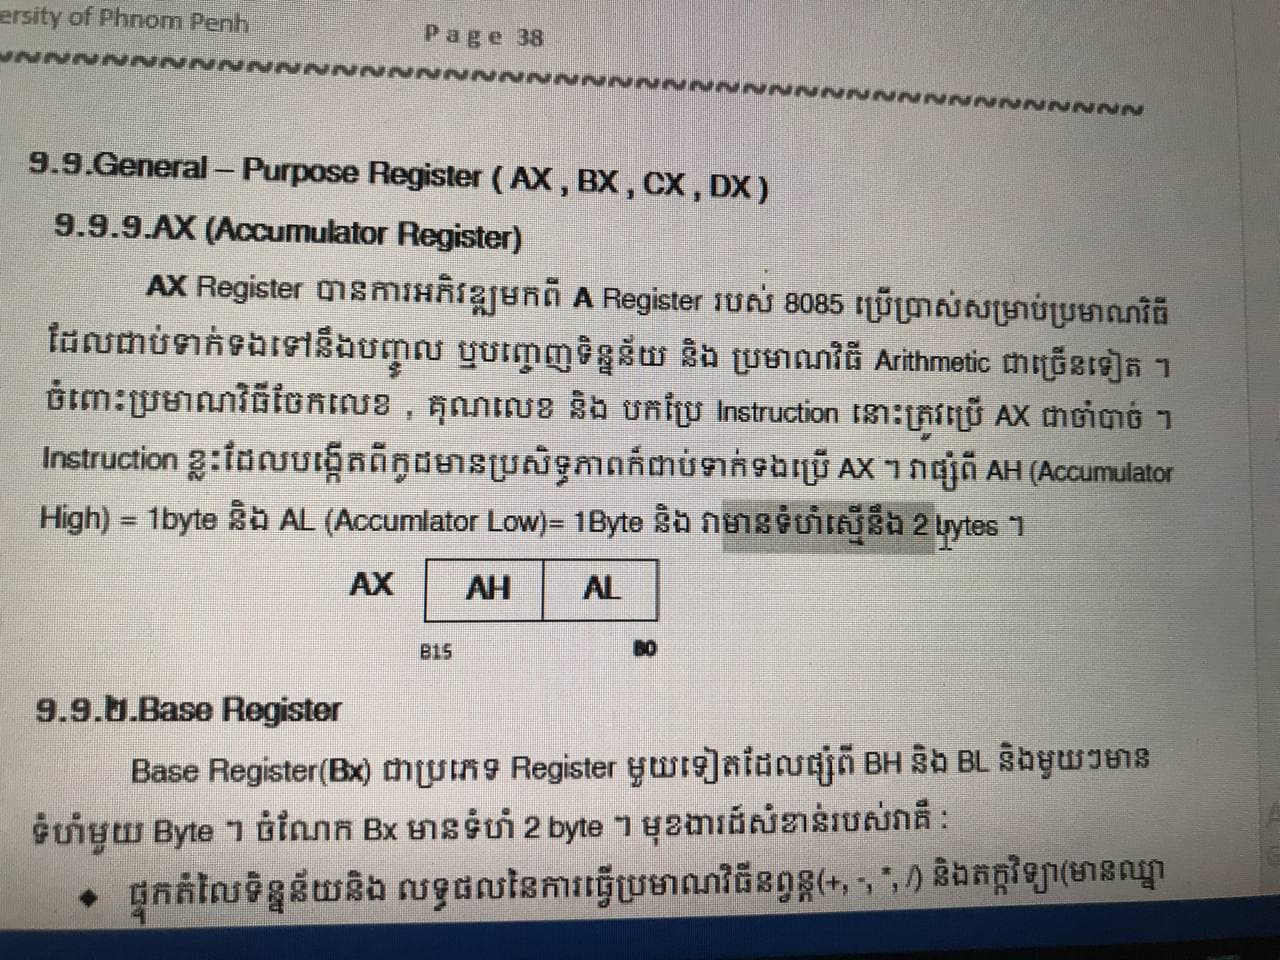 ersity of Phnom Penh
Page 38
~~~~~~~~~~~~~~~~~~~~~~~~~~~~~~~~~~~~~~~~
១.១.General – Purpose Register ( AX , BX , CX , DX )
១.១.១.AX (Accumulator Register)
AX Register បានការអភិវឌ្ឍមកពី A Register របស់ 8085 ប្រើប្រាស់សម្រាប់ប្រមាណវិធី
ដែលជាប់ទាក់ទងទៅនឹងបញ្ចូល ឬបញ្ចេញទិន្នន័យ និង ប្រមាណវិធី Arithmetic ជាច្រើនទៀត ។
ចំពោះប្រមាណវិធីចែកលេខ , គុណលេខ និង បកប្រែ Instruction នោះត្រូវប្រើ AX ជាចាំបាច់ ។
Instruction ខ្លះដែលបង្កើតពីកូដមានប្រសិទ្ធភាពក៏ជាប់ទាក់ទងប្រើ AX ។ វាផ្សំពី AH (Accumulator
High) = 1byte និង AL (Accumlator Low)= 1Byte និង វាមានទំហំស្មើនឹង 2 bytes ។
AX AH AL
B15 B0
១.១.២.Base Register
Base Register(Bx) ជាប្រភេទ Register មួយទៀតដែលផ្សំពី BH និង BL និងមួយៗមាន
ទំហំមួយ Byte ។ ចំណែក Bx មានទំហំ 2 byte ។ មុខងារដ៏សំខាន់របស់វាគឺ :
◆ ផ្ទុកតំលៃទិន្នន័យនិង លទ្ធផលនៃការធ្វើប្រមាណវិធីនព្វន្ត(+, -, *, /) និងតក្កវិទ្យា(មានឈ្នា